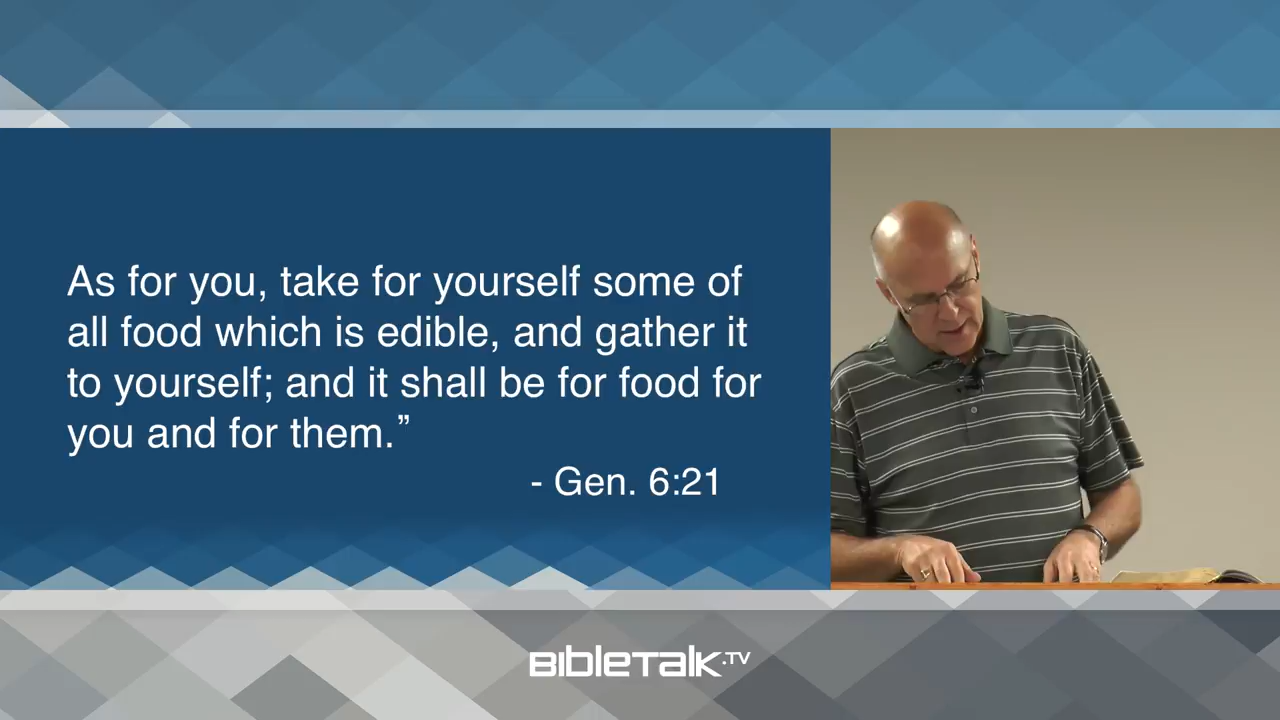 As for you, take for yourself some of
all food which is edible, and gather it
to yourself; and it shall be for food for
you and for them.”
- Gen. 6:21
BIBLETALK.TV